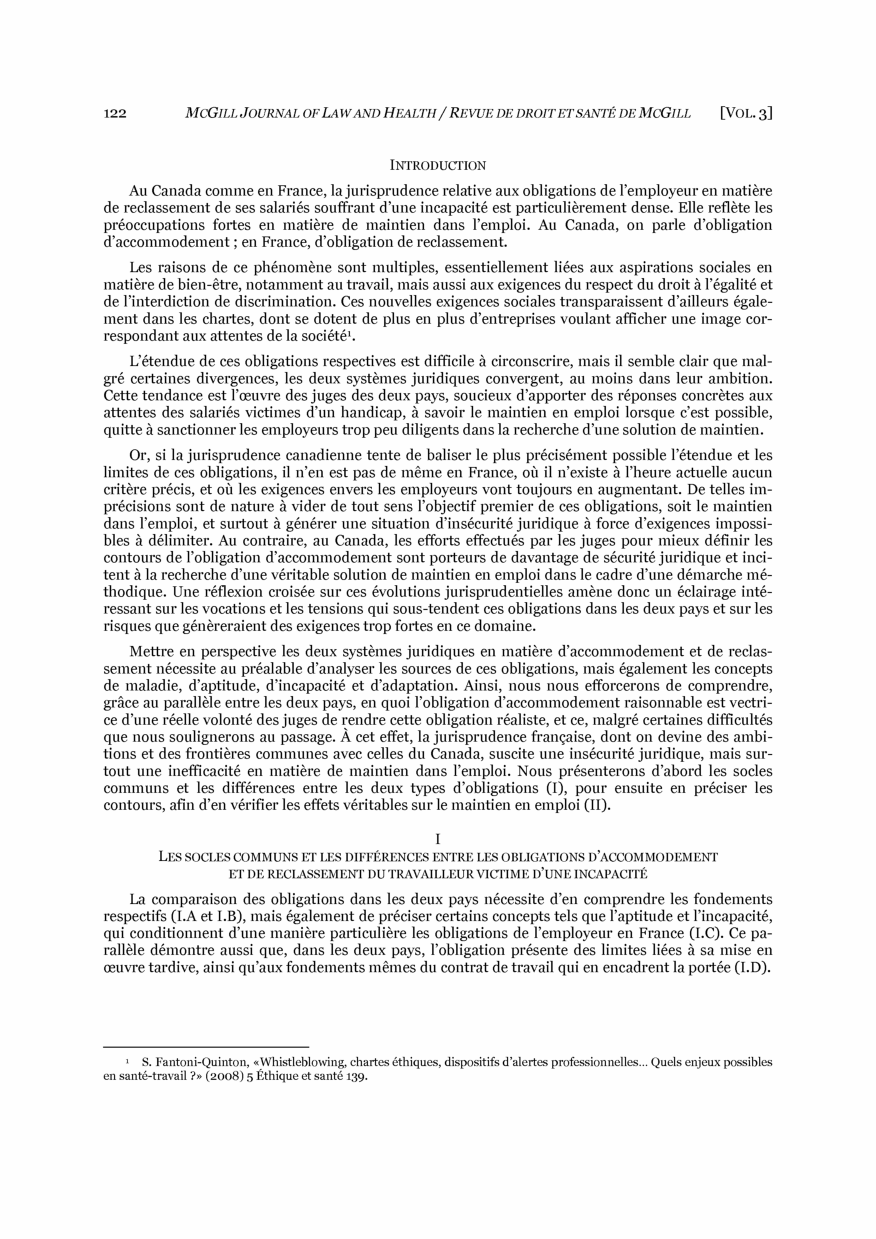 122 MCGILL JOURNAL OF LAW AND HEALTH / REVUE DE DROIT ET SANTÉ DE MCGILL [VOL. 3]
INTRODUCTION
Au Canada comme en France, la jurisprudence relative aux obligations de l'employeur en matière
de reclassement de ses salariés souffrant d'une incapacité est particulièrement dense. Elle reflète les
préoccupations fortes en matière de maintien dans l'emploi. Au Canada, on parle d'obligation
d'accommodement ; en France, d'obligation de reclassement.
Les raisons de ce phénomène sont multiples, essentiellement liées aux aspirations sociales en
matière de bien-être, notamment au travail, mais aussi aux exigences du respect du droit à l'égalité et
de l'interdiction de discrimination. Ces nouvelles exigences sociales transparaissent d'ailleurs égale-
ment dans les chartes, dont se dotent de plus en plus d'entreprises voulant afficher une image cor-
respondant aux attentes de la société¹.
L'étendue de ces obligations respectives est difficile à circonscrire, mais il semble clair que mal-
gré certaines divergences, les deux systèmes juridiques convergent, au moins dans leur ambition.
Cette tendance est l'œuvre des juges des deux pays, soucieux d'apporter des réponses concrètes aux
attentes des salariés victimes d'un handicap, à savoir le maintien en emploi lorsque c'est possible,
quitte à sanctionner les employeurs trop peu diligents dans la recherche d'une solution de maintien.
Or, si la jurisprudence canadienne tente de baliser le plus précisément possible l'étendue et les
limites de ces obligations, il n'en est pas de même en France, où il n'existe à l'heure actuelle aucun
critère précis, et où les exigences envers les employeurs vont toujours en augmentant. De telles im-
précisions sont de nature à vider de tout sens l'objectif premier de ces obligations, soit le maintien
dans l'emploi, et surtout à générer une situation d'insécurité juridique à force d'exigences impossi-
bles à délimiter. Au contraire, au Canada, les efforts effectués par les juges pour mieux définir les
contours de l'obligation d'accommodement sont porteurs de davantage de sécurité juridique et inci-
tent à la recherche d'une véritable solution de maintien en emploi dans le cadre d'une démarche mé-
thodique. Une réflexion croisée sur ces évolutions jurisprudentielles amène donc un éclairage inté-
ressant sur les vocations et les tensions qui sous-tendent ces obligations dans les deux pays et sur les
risques que génèreraient des exigences trop fortes en ce domaine.
Mettre en perspective les deux systèmes juridiques en matière d'accommodement et de reclas-
sement nécessite au préalable d'analyser les sources de ces obligations, mais également les concepts
de maladie, d'aptitude, d'incapacité et d'adaptation. Ainsi, nous nous efforcerons de comprendre,
grâce au parallèle entre les deux pays, en quoi l'obligation d'accommodement raisonnable est vectri-
ce d'une réelle volonté des juges de rendre cette obligation réaliste, et ce, malgré certaines difficultés
que nous soulignerons au passage. À cet effet, la jurisprudence française, dont on devine des ambi-
tions et des frontières communes avec celles du Canada, suscite une insécurité juridique, mais sur-
tout une inefficacité en matière de maintien dans l'emploi. Nous présenterons d'abord les socles
communs et les différences entre les deux types d'obligations (I), pour ensuite en préciser les
contours, afin d'en vérifier les effets véritables sur le maintien en emploi (II).
I
LES SOCLES COMMUNS ET LES DIFFÉRENCES ENTRE LES OBLIGATIONS D'ACCOMMODEMENT
ET DE RECLASSEMENT DU TRAVAILLEUR VICTIME D'UNE INCAPACITÉ
La comparaison des obligations dans les deux pays nécessite d'en comprendre les fondements
respectifs (I.A et I.B), mais également de préciser certains concepts tels que l'aptitude et l'incapacité,
qui conditionnent d'une manière particulière les obligations de l'employeur en France (I.C). Ce pa-
rallèle démontre aussi que, dans les deux pays, l'obligation présente des limites liées à sa mise en
œuvre tardive, ainsi qu'aux fondements mêmes du contrat de travail qui en encadrent la portée (I.D).
¹ S. Fantoni-Quinton, «Whistleblowing, chartes éthiques, dispositifs d'alertes professionnelles… Quels enjeux possibles
en santé-travail ?» (2008) 5 Éthique et santé 139.